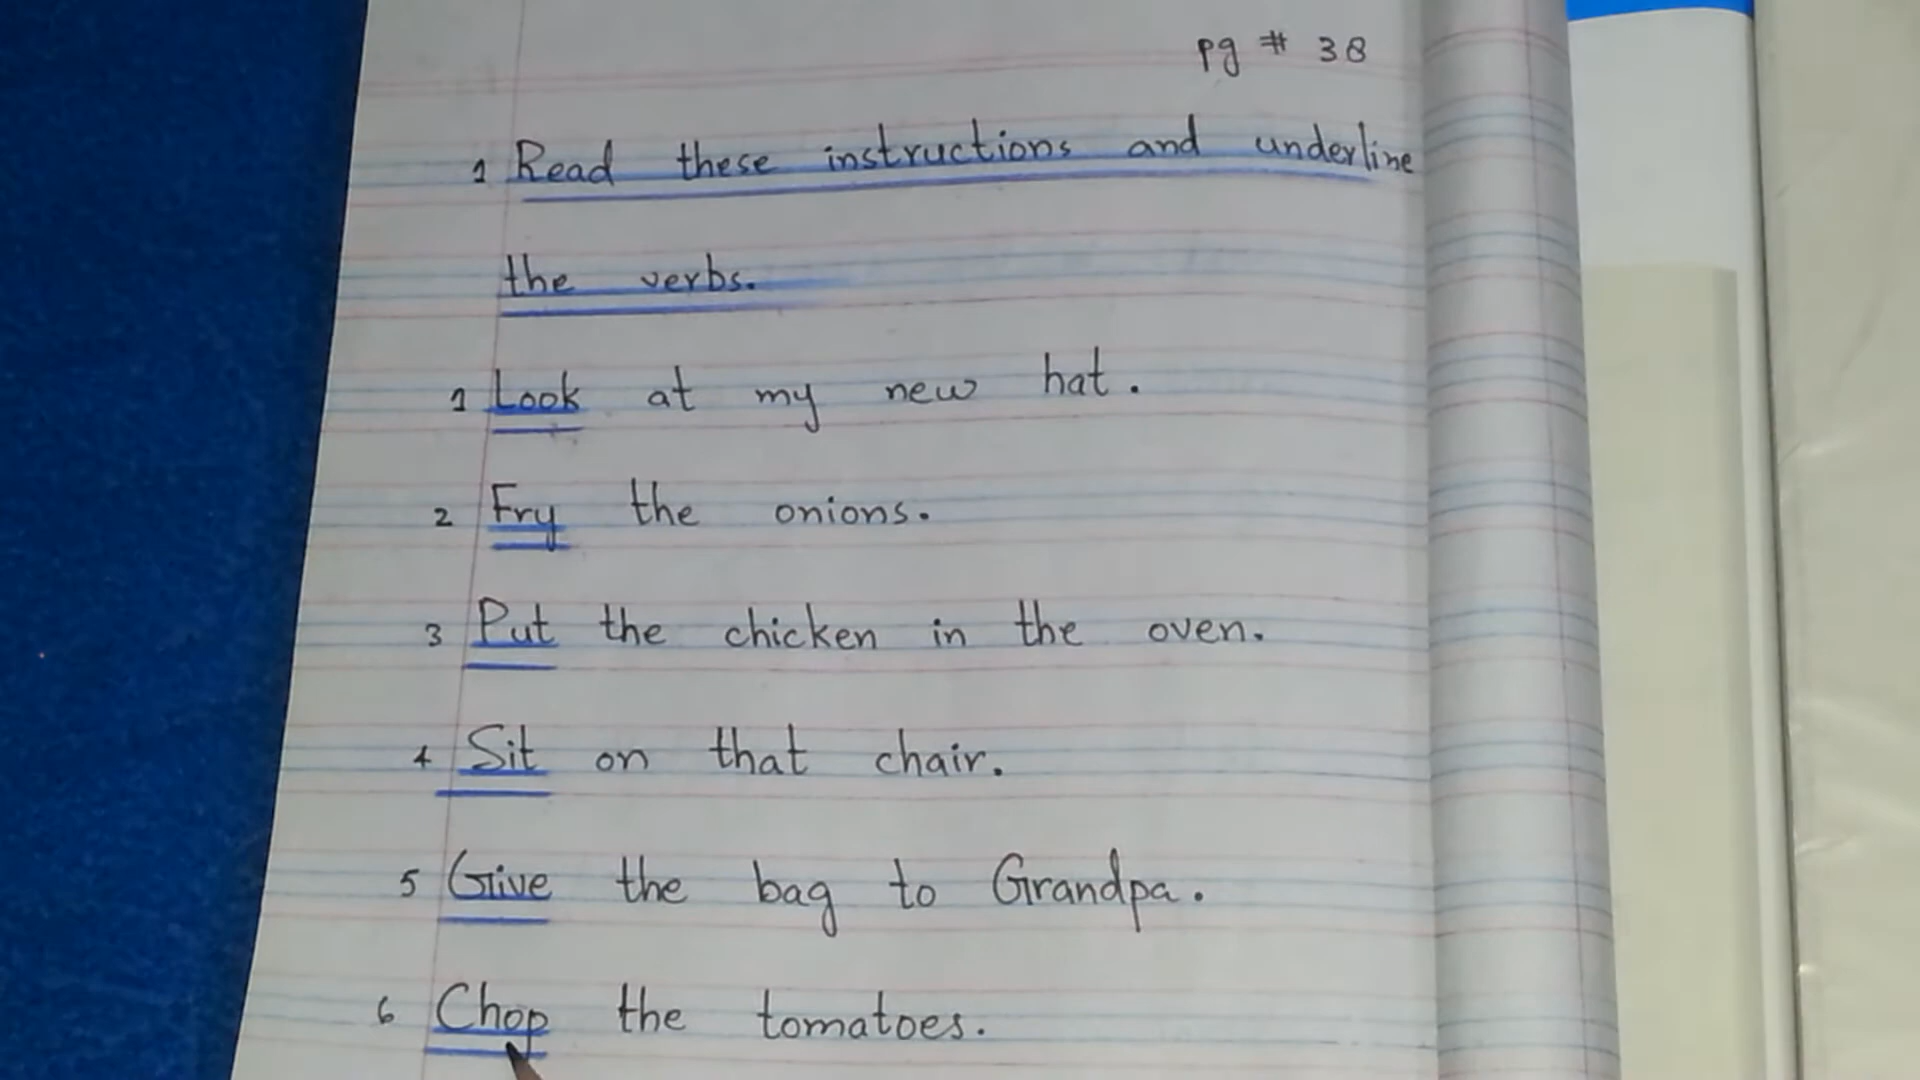 pg # 38
1 Read these instructions and underline
the verbs.
1 Look at my new hat.
2 Fry the onions.
3 Put the chicken in the oven.
4 Sit on that chair.
5 Give the bag to Grandpa.
6 Chop the tomatoes.